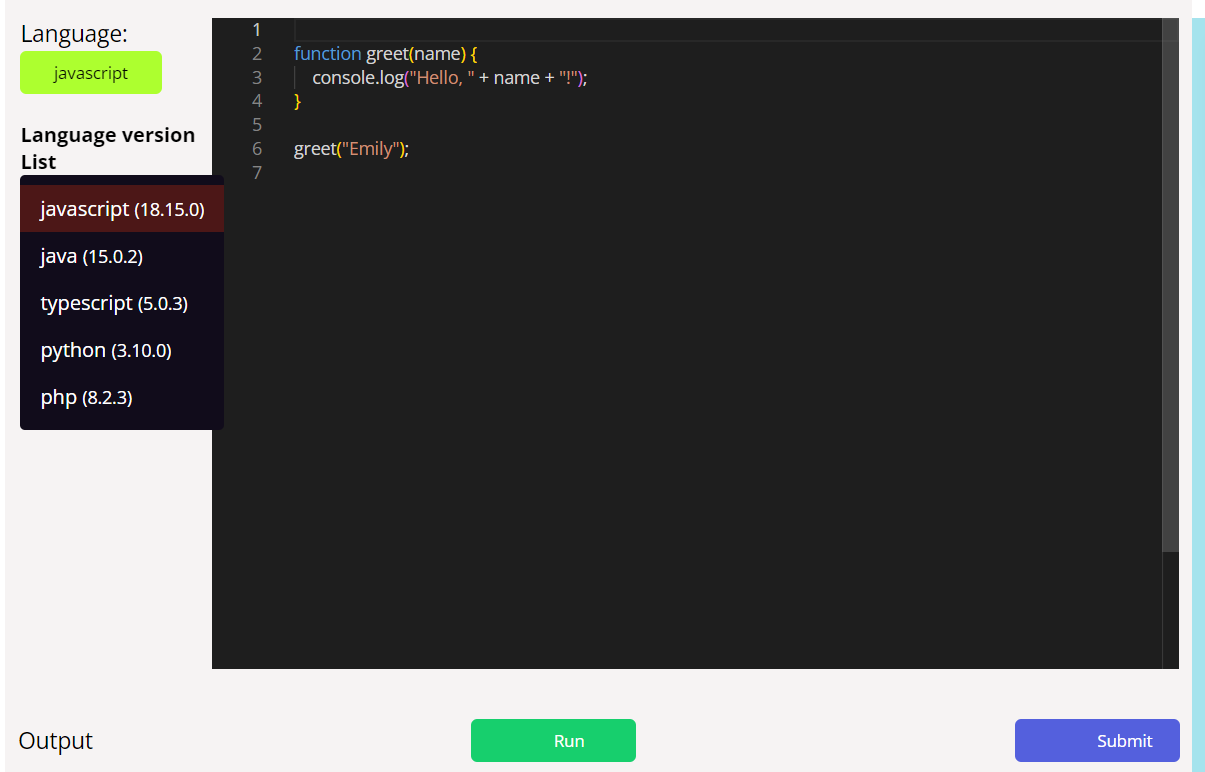 Language:
javascript
Language version
List
javascript (18.15.0)
java (15.0.2)
typescript (5.0.3)
python (3.10.0)
php (8.2.3)
1
2 function greet(name) {
3 console.log("Hello, " + name + "!");
4 }
5
6 greet("Emily");
7
Output
Run
Submit